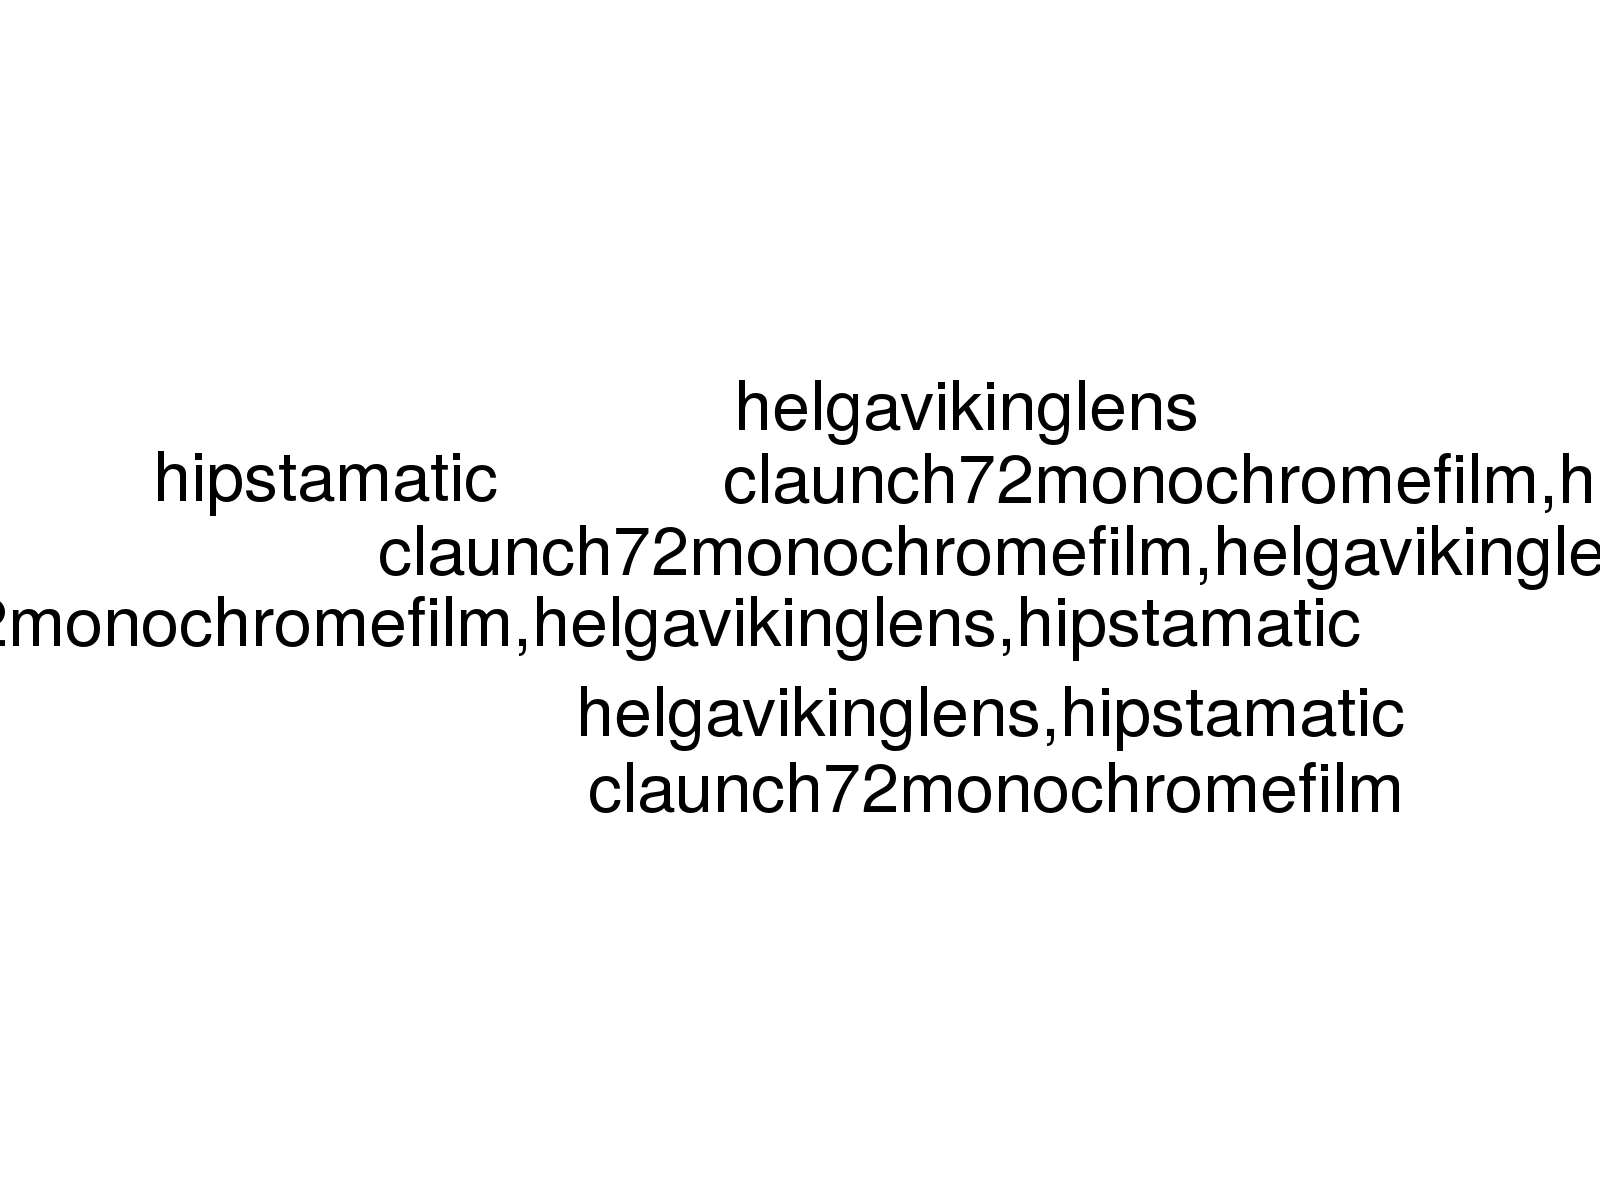 helgavikinglens
hipstamatic claunch72monochromefilm,h
claunch72monochromefilm,helgavikingle
2monochromefilm,helgavikinglens,hipstamatic
helgavikinglens,hipstamatic
claunch72monochromefilm